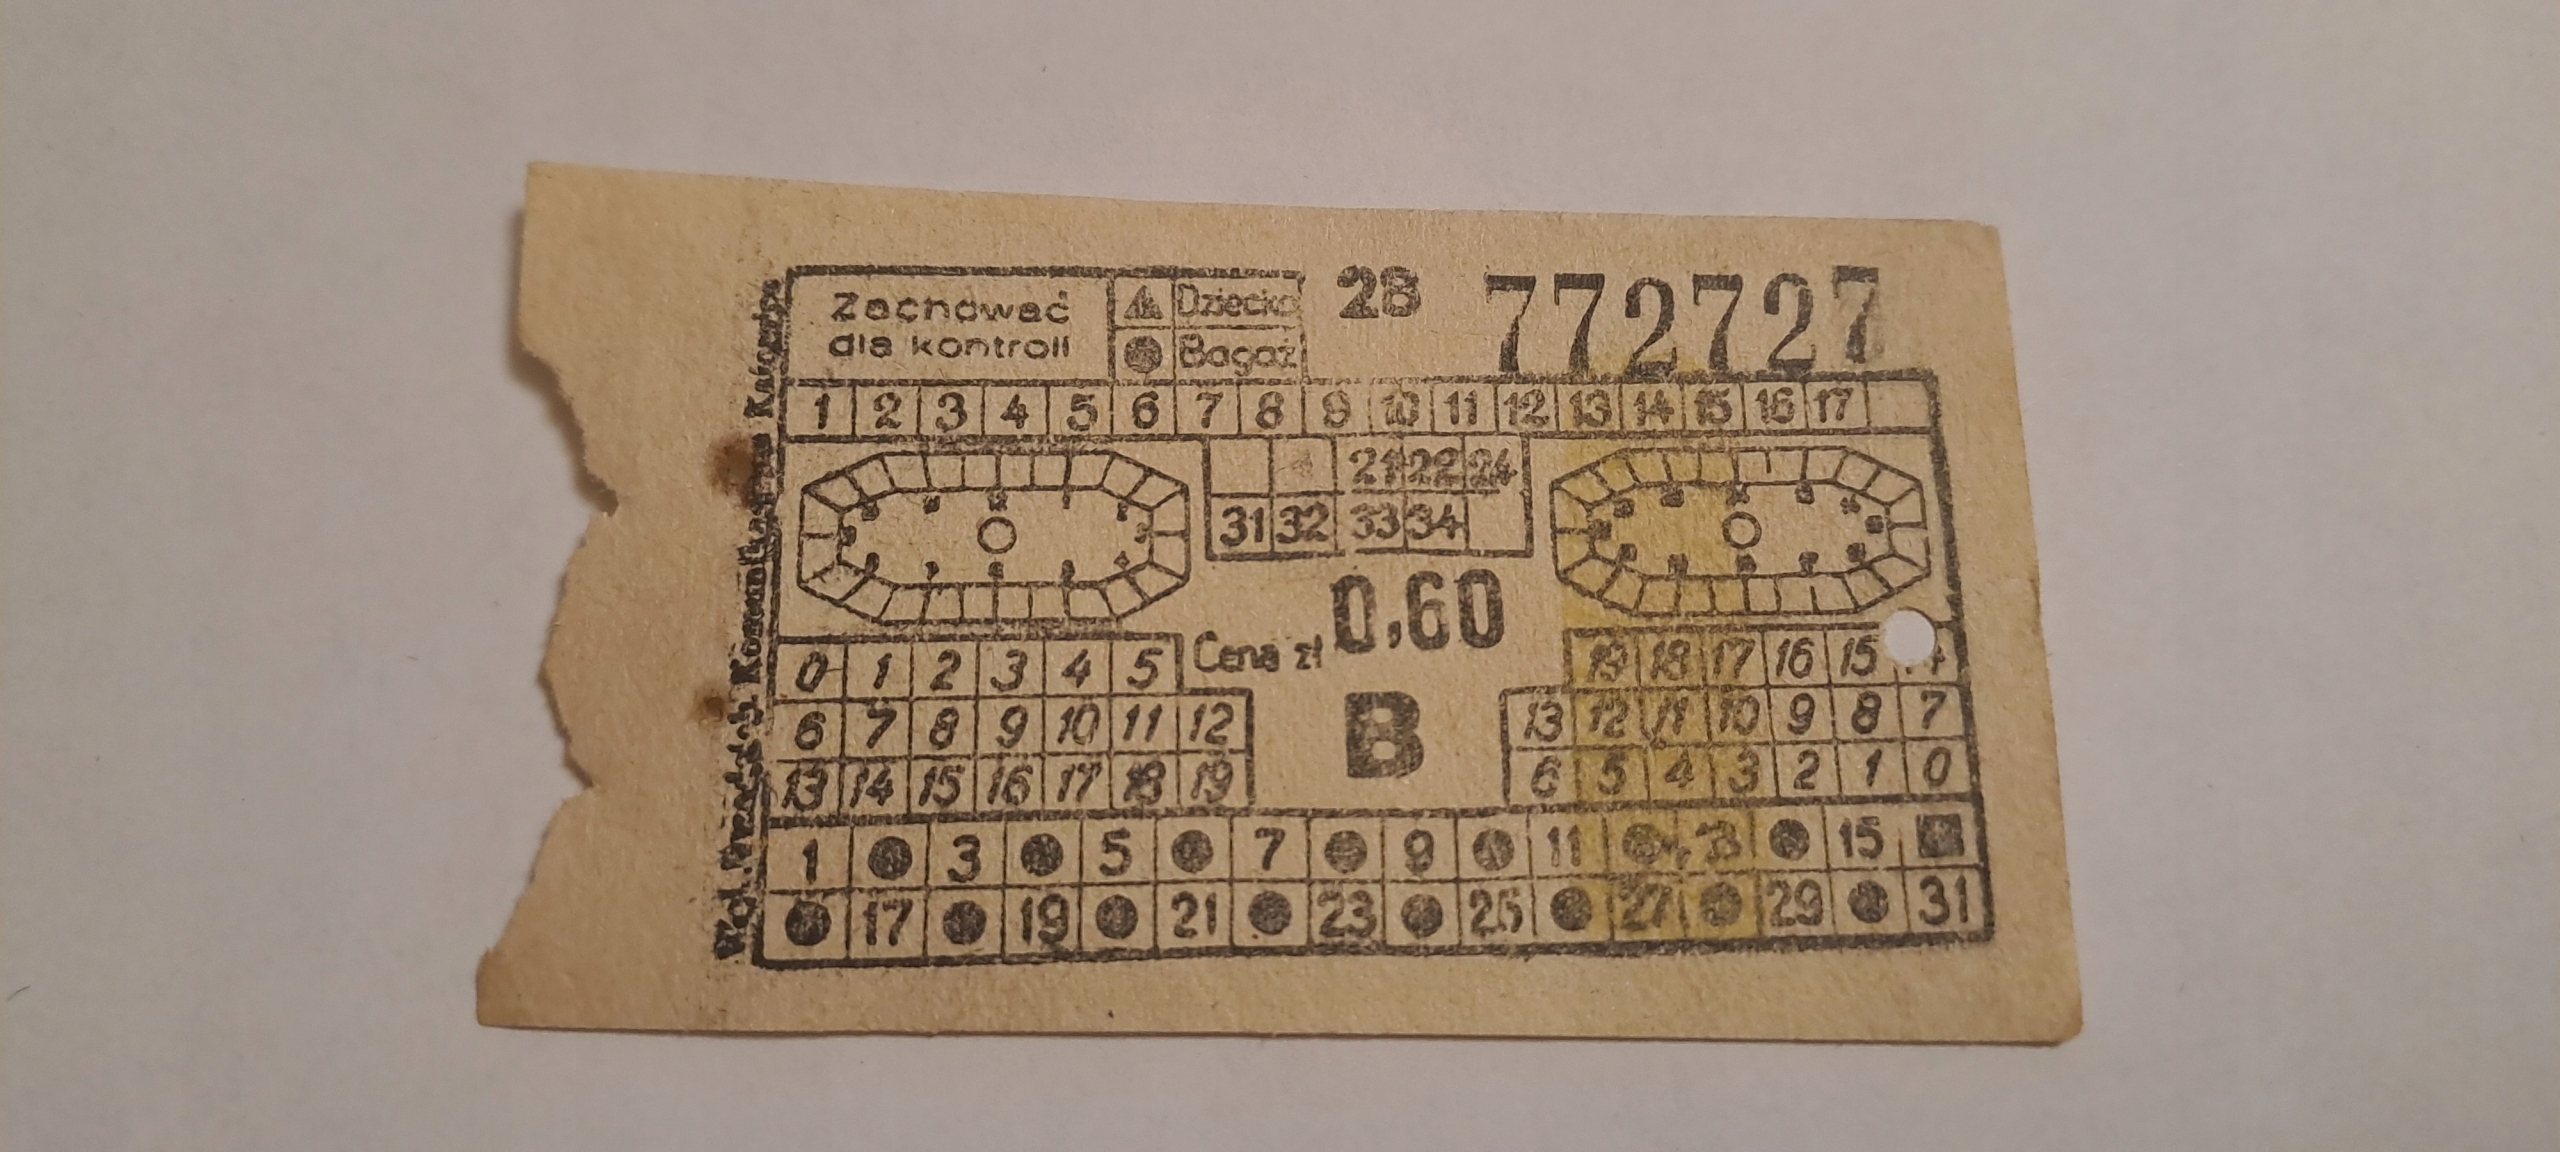 Zachować
dla kontroli
Dziecko
Bagaż
28 772727
1 2 3 4 5 6 7 8 9 10 11 12 13 14 15 16 17
21 22 24
31 32 33 34
Cena zł 0,60
B
0 1 2 3 4 5
6 7 8 9 10 11 12
13 14 15 16 17 18 19
19 18 17 16 15
13 12 11 10 9 8 7
6 5 4 3 2 1 0
1 3 5 7 9 11 13 15
17 19 21 23 25 27 29 31